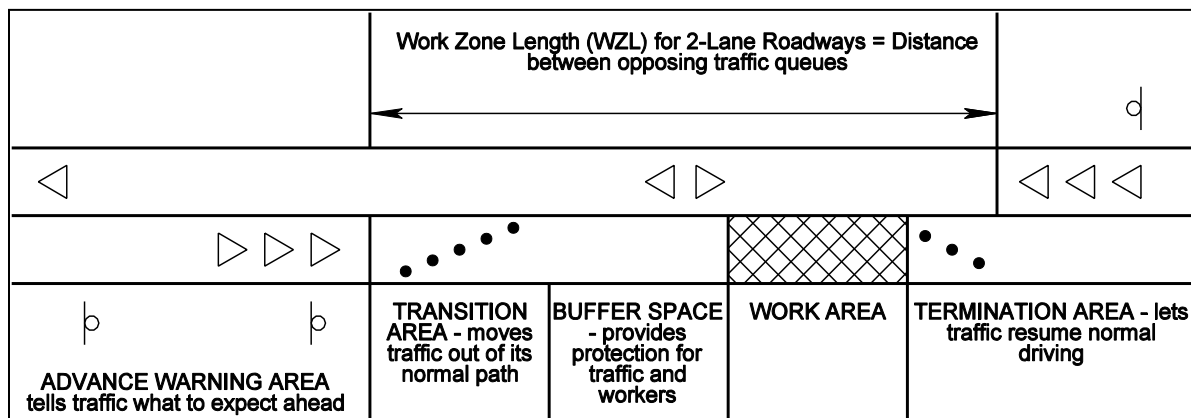 Work Zone Length (WZL) for 2-Lane Roadways = Distance
between opposing traffic queues
TRANSITION
AREA - moves
traffic out of its
normal path
BUFFER SPACE
- provides
protection for
traffic and
workers
WORK AREA
TERMINATION AREA - lets
traffic resume normal
driving
ADVANCE WARNING AREA
tells traffic what to expect ahead